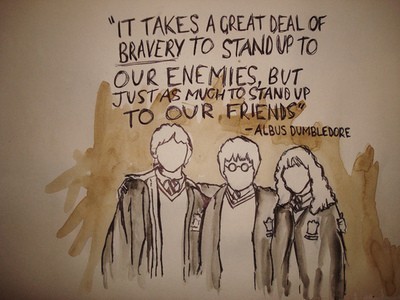 "IT TAKES A GREAT DEAL OF
BRAVERY TO STAND UP TO
OUR ENEMIES, BUT
JUST AS MUCH TO STAND UP
TO OUR FRIENDS"
-ALBUS DUMBLEDORE